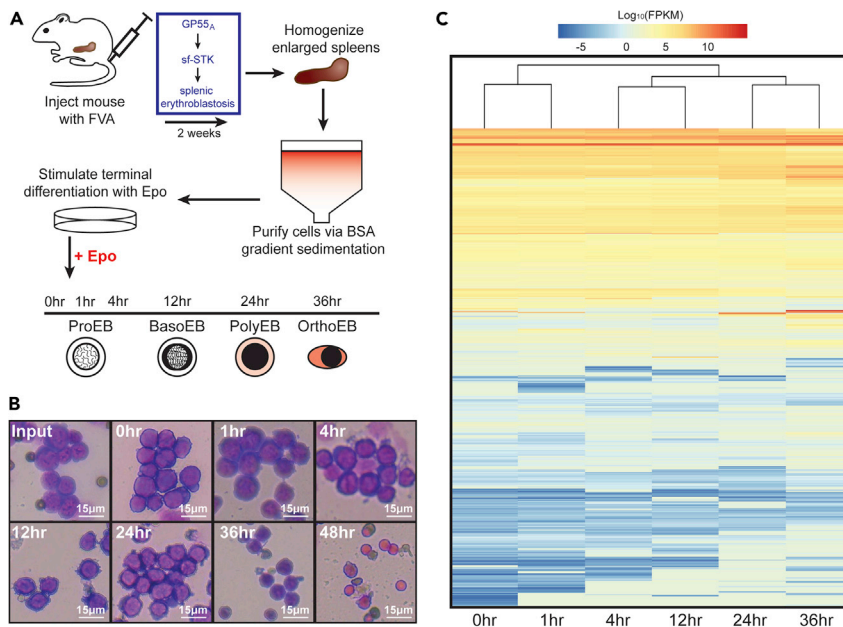 A
Inject mouse
with FVA
GP55A
sf-STK
splenic
erythroblastosis
2 weeks
Homogenize
enlarged spleens
Purify cells via BSA
gradient sedimentation
Stimulate terminal
differentiation with Epo
+ Epo
0hr 1hr 4hr 12hr 24hr 36hr
ProEB BasoEB PolyEB OrthoEB
B
Input 0hr 1hr 4hr
15μm 15μm 15μm 15μm
12hr 24hr 36hr 48hr
15μm 15μm 15μm 15μm
C
Log10(FPKM)
-5 0 5 10
0hr 1hr 4hr 12hr 24hr 36hr